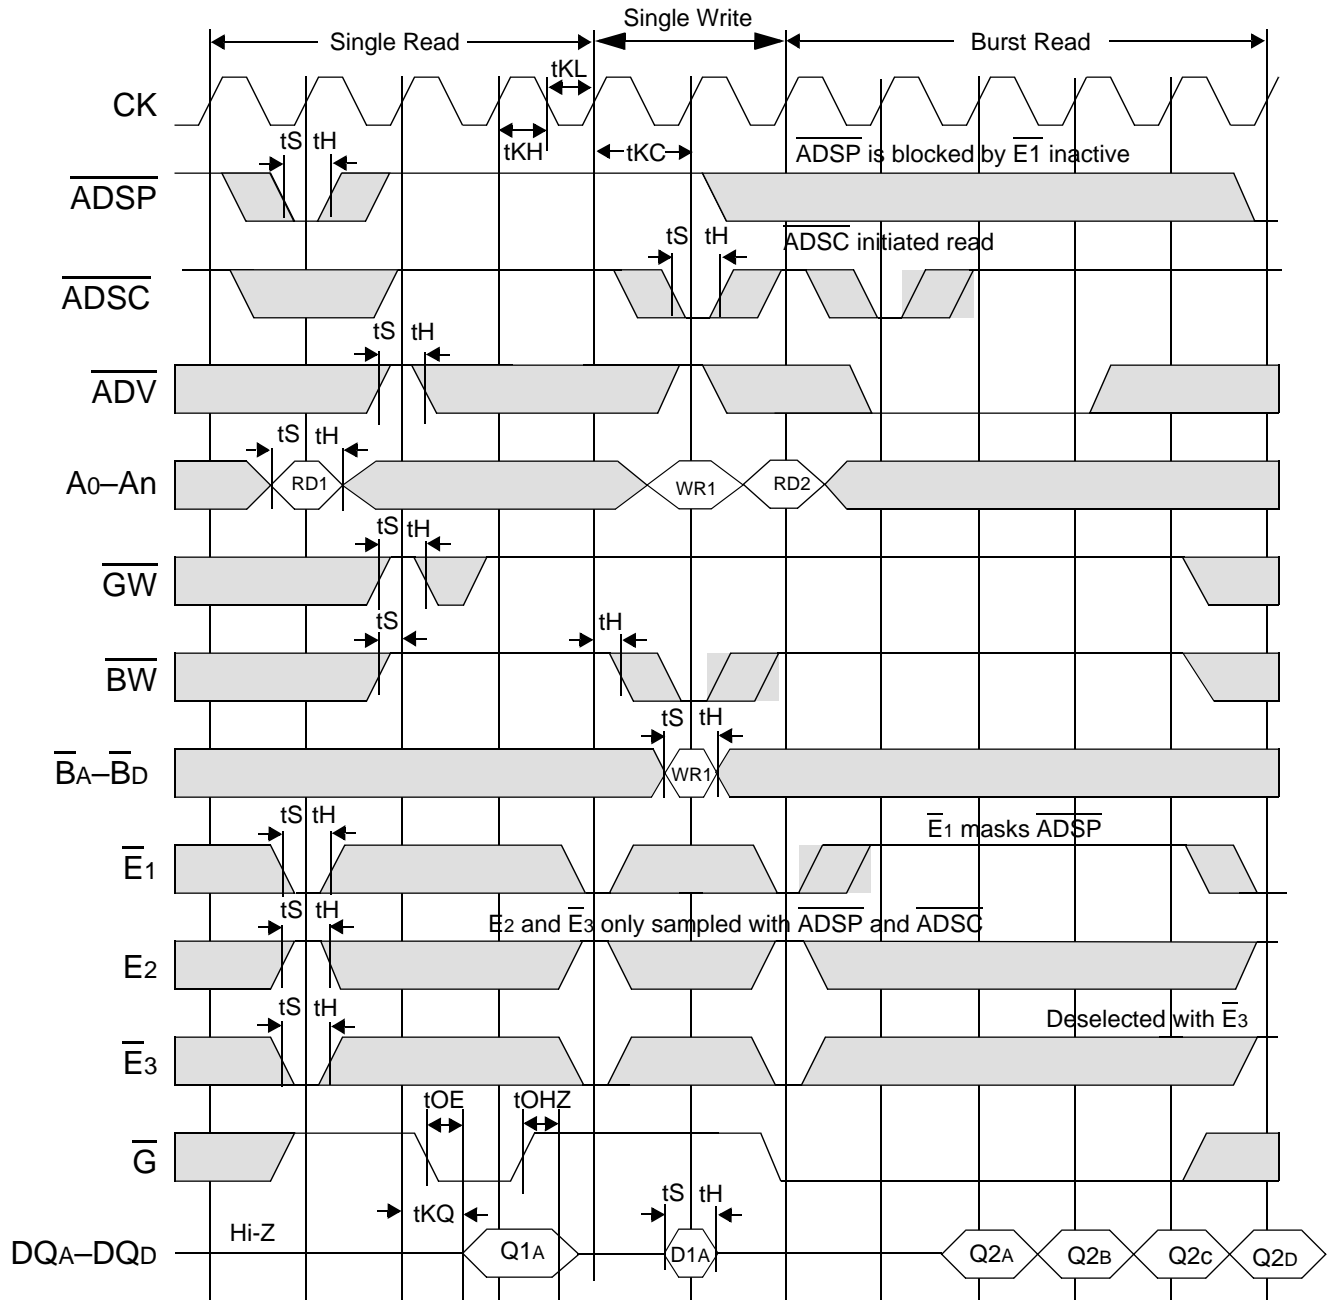 Single Write
Single Read
Burst Read
tKL
CK
tS tH
tKH
tKC
ADSP is blocked by E1 inactive
ADSP
tS tH
ADSC initiated read
ADSC
tS tH
ADV
tS tH
A0–An
RD1
WR1
RD2
tS tH
GW
tS
tH
BW
tS tH
BA–BD
WR1
tS tH
E1 masks ADSP
E1
tS tH
E2 and E3 only sampled with ADSP and ADSC
E2
tS tH
Deselected with E3
E3
tOE
tOHZ
G
tS tH
tKQ
Hi-Z
DQA–DQD
Q1A
D1A
Q2A
Q2B
Q2C
Q2D